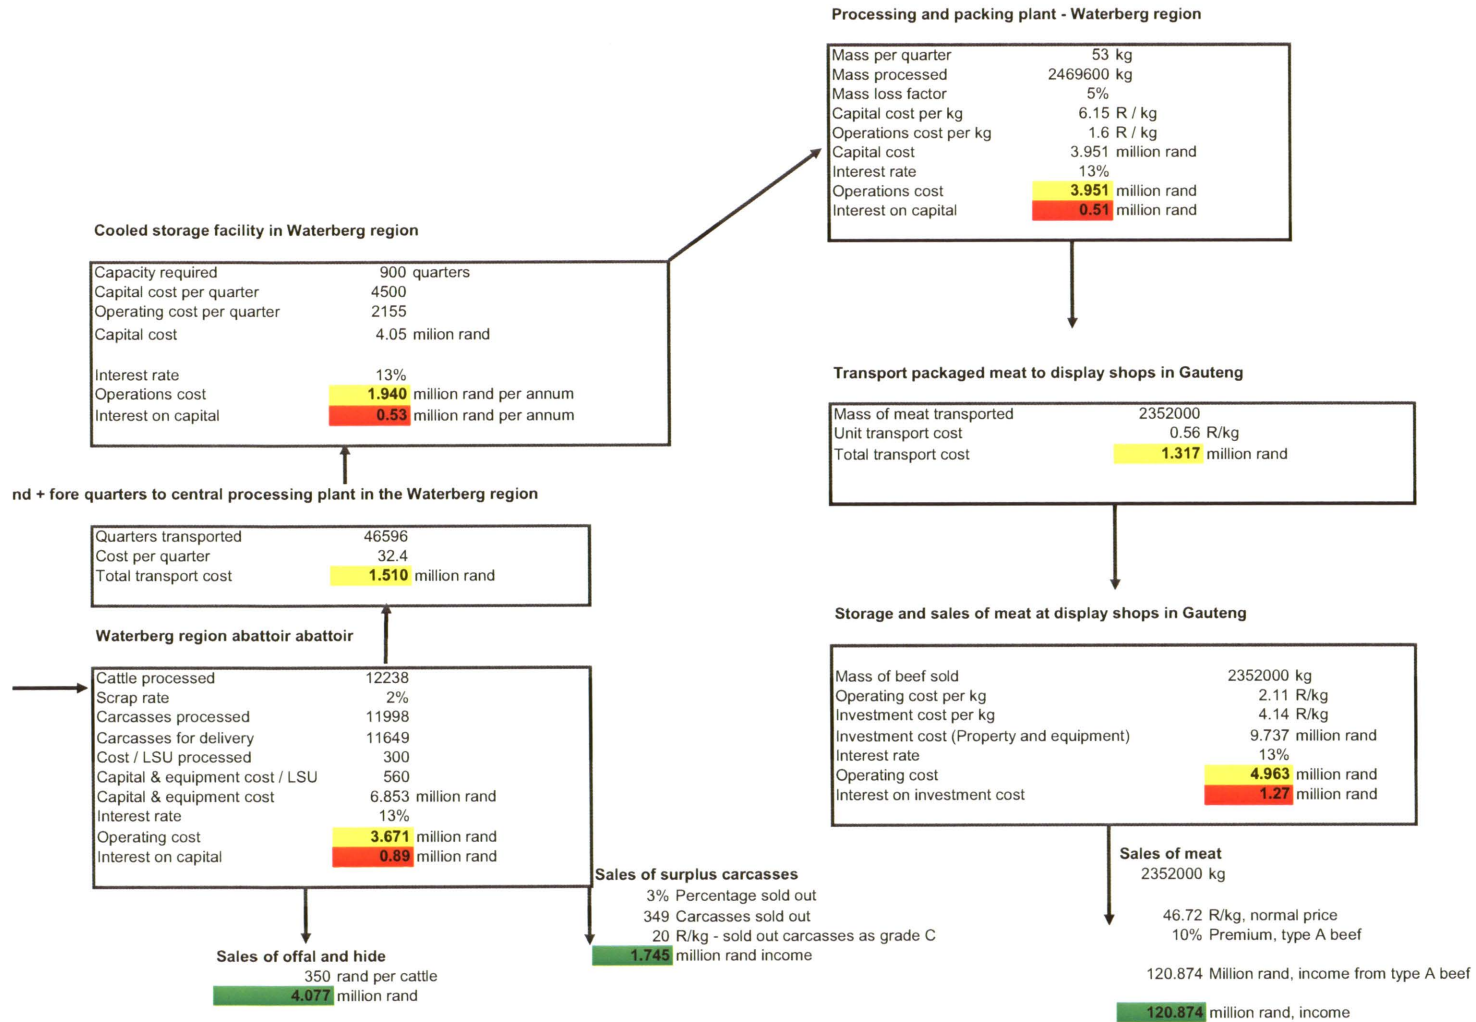 Processing and packing plant - Waterberg region
Mass per quarter 53 kg
Mass processed 2469600 kg
Mass loss factor 5%
Capital cost per kg 6.15 R / kg
Operations cost per kg 1.6 R / kg
Capital cost 3.951 million rand
Interest rate 13%
Operations cost 3.951 million rand
Interest on capital 0.51 million rand
Cooled storage facility in Waterberg region
Capacity required 900 quarters
Capital cost per quarter 4500
Operating cost per quarter 2155
Capital cost 4.05 milion rand
Interest rate 13%
Operations cost 1.940 million rand per annum
Interest on capital 0.53 million rand per annum
Transport packaged meat to display shops in Gauteng
Mass of meat transported 2352000
Unit transport cost 0.56 R/kg
Total transport cost 1.317 million rand
nd + fore quarters to central processing plant in the Waterberg region
Quarters transported 46596
Cost per quarter 32.4
Total transport cost 1.510 million rand
Waterberg region abattoir abattoir
Cattle processed 12238
Scrap rate 2%
Carcasses processed 11998
Carcasses for delivery 11649
Cost / LSU processed 300
Capital & equipment cost / LSU 560
Capital & equipment cost 6.853 million rand
Interest rate 13%
Operating cost 3.671 million rand
Interest on capital 0.89 million rand
Storage and sales of meat at display shops in Gauteng
Mass of beef sold 2352000 kg
Operating cost per kg 2.11 R/kg
Investment cost per kg 4.14 R/kg
Investment cost (Property and equipment) 9.737 million rand
Interest rate 13%
Operating cost 4.963 million rand
Interest on investment cost 1.27 million rand
Sales of surplus carcasses
3% Percentage sold out
349 Carcasses sold out
20 R/kg - sold out carcasses as grade C
1.745 million rand income
Sales of offal and hide
350 rand per cattle
4.077 million rand
Sales of meat
2352000 kg
46.72 R/kg, normal price
10% Premium, type A beef
120.874 Million rand, income from type A beef
120.874 million rand, income